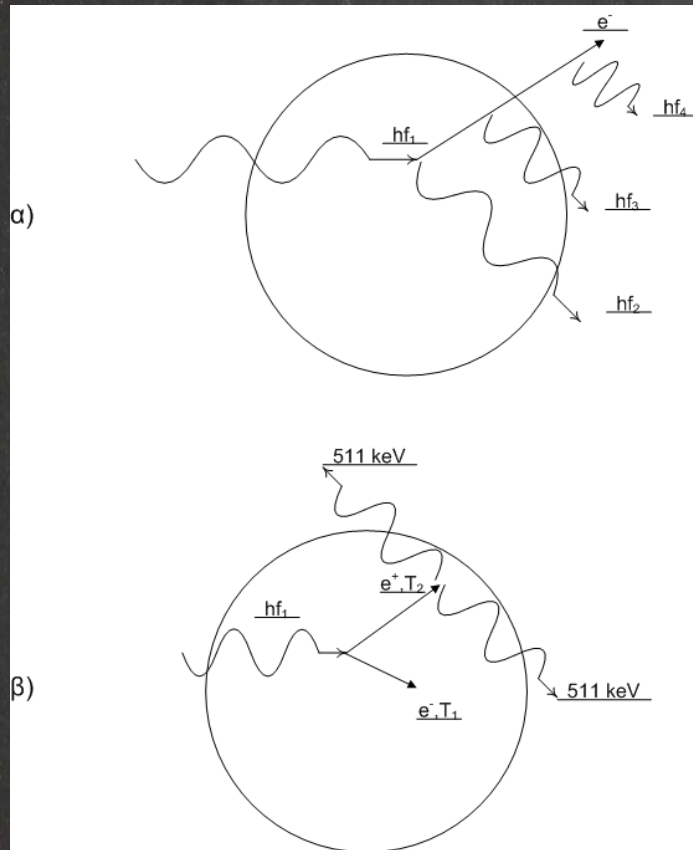 e⁻
hf₁
hf₄
α)
hf₃
hf₂
511 keV
e⁺,T₂
hf₁
β)
511 keV
e⁻,T₁